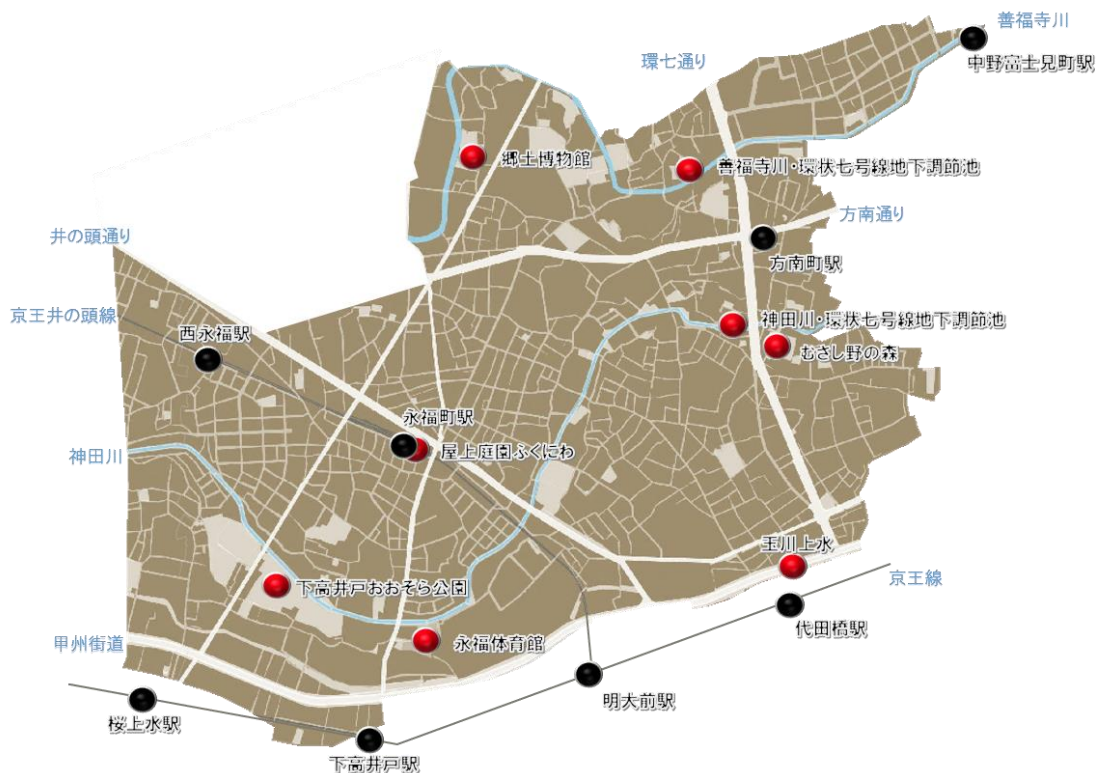 善福寺川
環七通り
中野富士見町駅
郷土博物館
善福寺川・環状七号線地下調節池
方南通り
井の頭通り
方南町駅
京王井の頭線
神田川・環状七号線地下調節池
西永福駅
むさし野の森
永福町駅
屋上庭園ふくにわ
神田川
玉川上水
京王線
下高井戸おおぞら公園
代田橋駅
甲州街道
永福体育館
明大前駅
桜上水駅
下高井戸駅